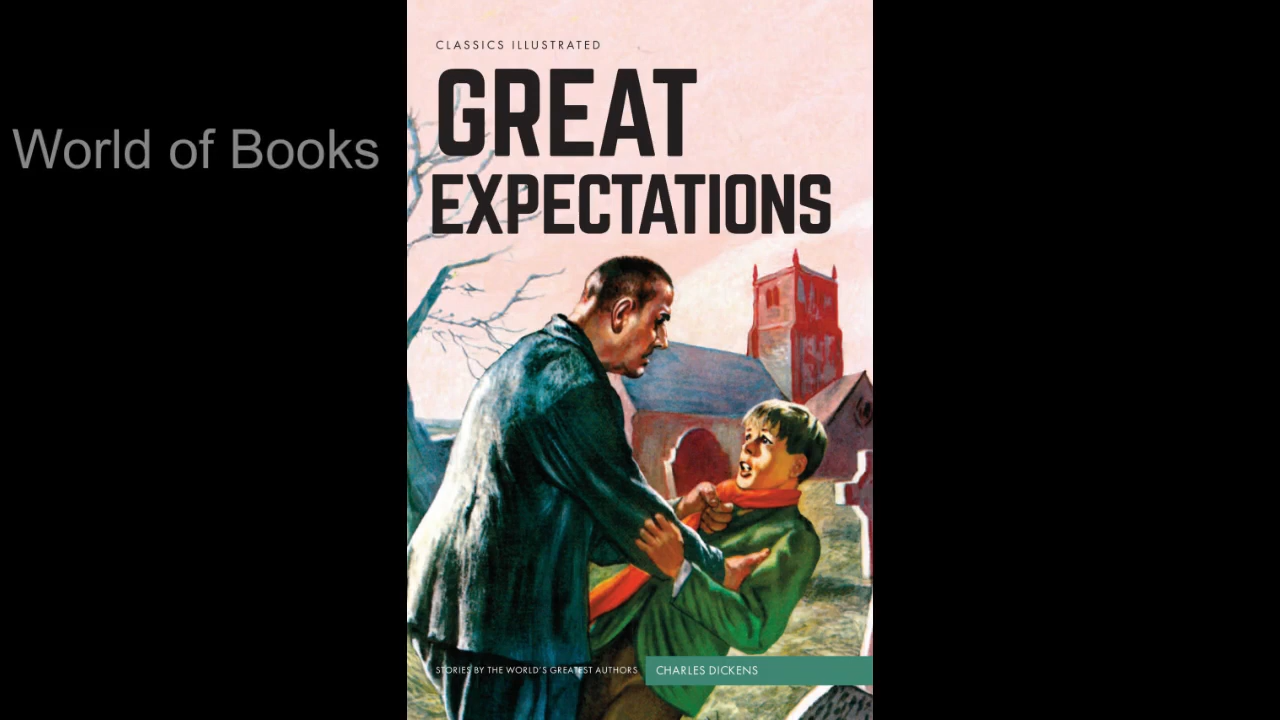 World of Books
CLASSICS ILLUSTRATED
GREAT
EXPECTATIONS
STORIES BY THE WORLD'S GREATEST AUTHORS
CHARLES DICKENS